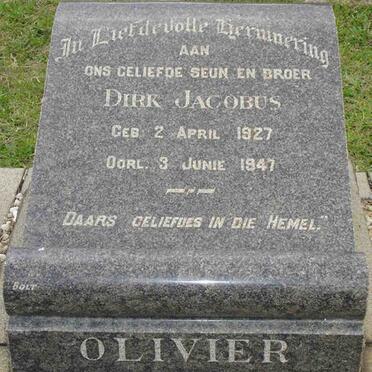 In Liefdevolle Herinnering
AAN
ONS GELIEFDE SEUN EN BROER
DIRK JACOBUS
GEB. 2 APRIL 1927
OORL. 3 JUNIE 1947
DAAR'S GELIEFDES IN DIE HEMEL."
BOLT
OLIVIER